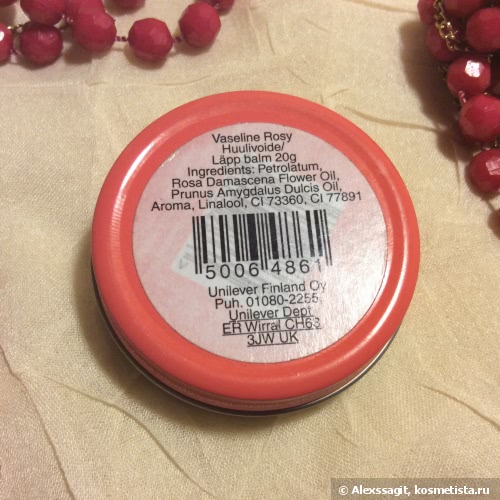 Vaseline Rosy
Huulivoide/
Läpp balm 20g
Ingredients: Petrolatum,
Rosa Damascena Flower Oil,
Prunus Amygdalus Dulcis Oil,
Aroma, Linalool, CI 73360, CI 77891
5006 4861
Unilever Finland Oy
Puh. 01080-2255
Unilever Dept
ER Wirral CH63
3JW UK
© Alexssagit, kosmetista.ru